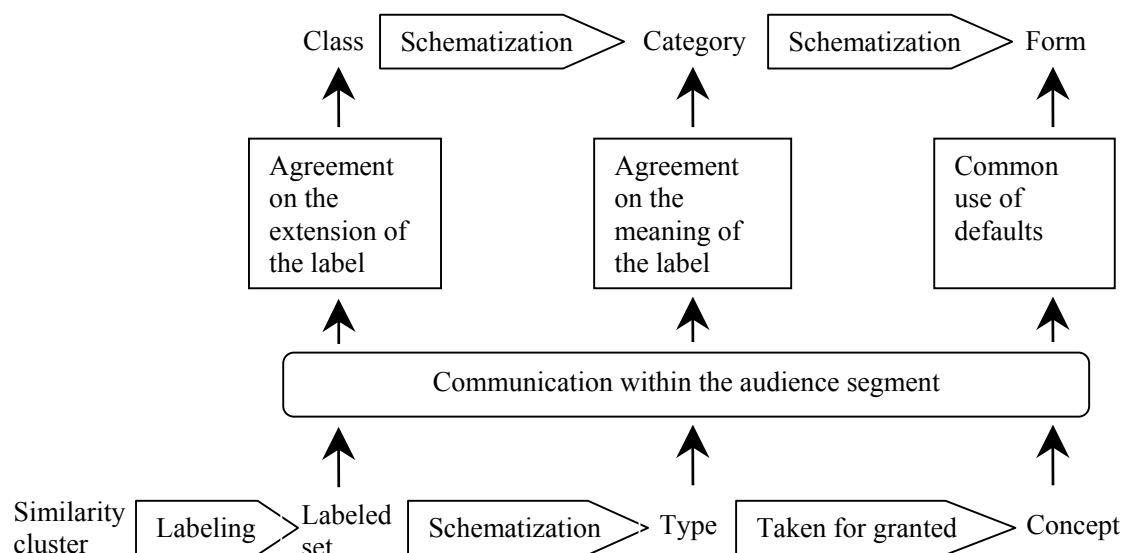 Class Schematization Category Schematization Form
Agreement
on the
extension of
the label
Agreement
on the
meaning of
the label
Common
use of
defaults
Communication within the audience segment
Similarity
cluster
Labeling
Labeled
set
Schematization
Type
Taken for granted
Concept